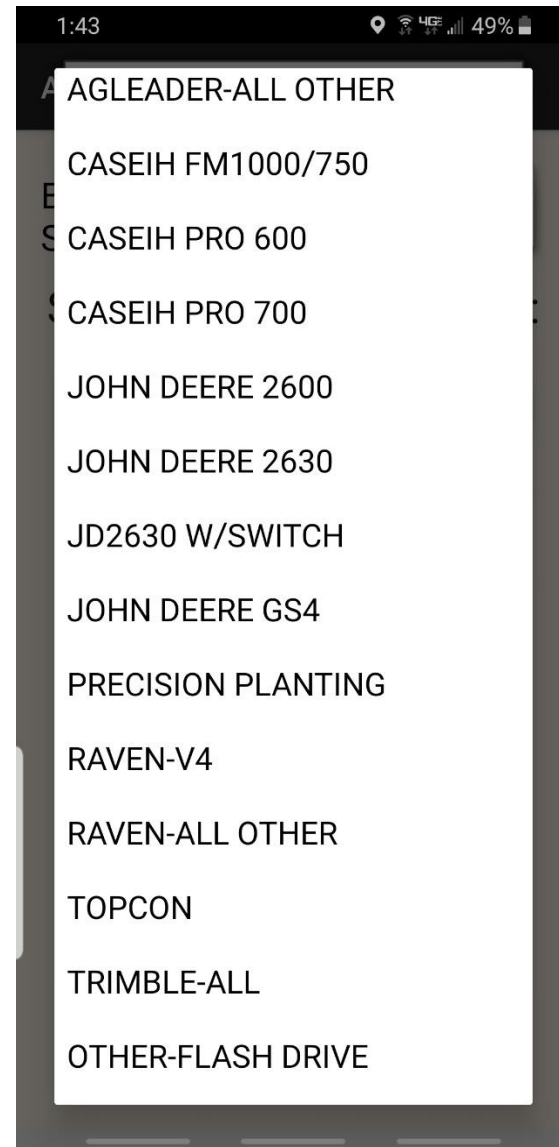 1:43
4GE 49%
A
AGLEADER-ALL OTHER
CASEIH FM1000/750
E
CASEIH PRO 600
S
CASEIH PRO 700
S
:
JOHN DEERE 2600
JOHN DEERE 2630
JD2630 W/SWITCH
JOHN DEERE GS4
PRECISION PLANTING
RAVEN-V4
RAVEN-ALL OTHER
TOPCON
TRIMBLE-ALL
OTHER-FLASH DRIVE